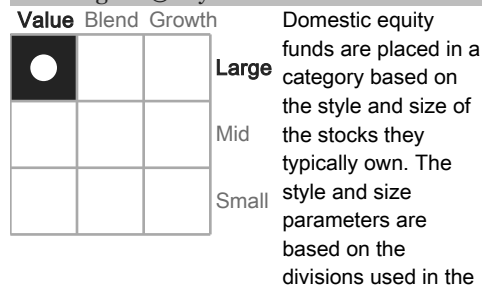 Value Blend Growth
Large
Mid
Small
Domestic equity
funds are placed in a
category based on
the style and size of
the stocks they
typically own. The
style and size
parameters are
based on the
divisions used in the